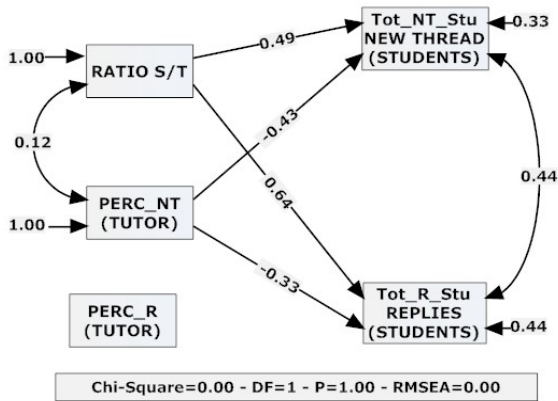 Tot_NT_Stu
NEW THREAD
(STUDENTS)
0.33
0.49
1.00
RATIO S/T
-0.43
0.12
0.64
0.44
PERC_NT
(TUTOR)
1.00
-0.33
Tot_R_Stu
REPLIES
(STUDENTS)
0.44
PERC_R
(TUTOR)
Chi-Square=0.00 - DF=1 - P=1.00 - RMSEA=0.00